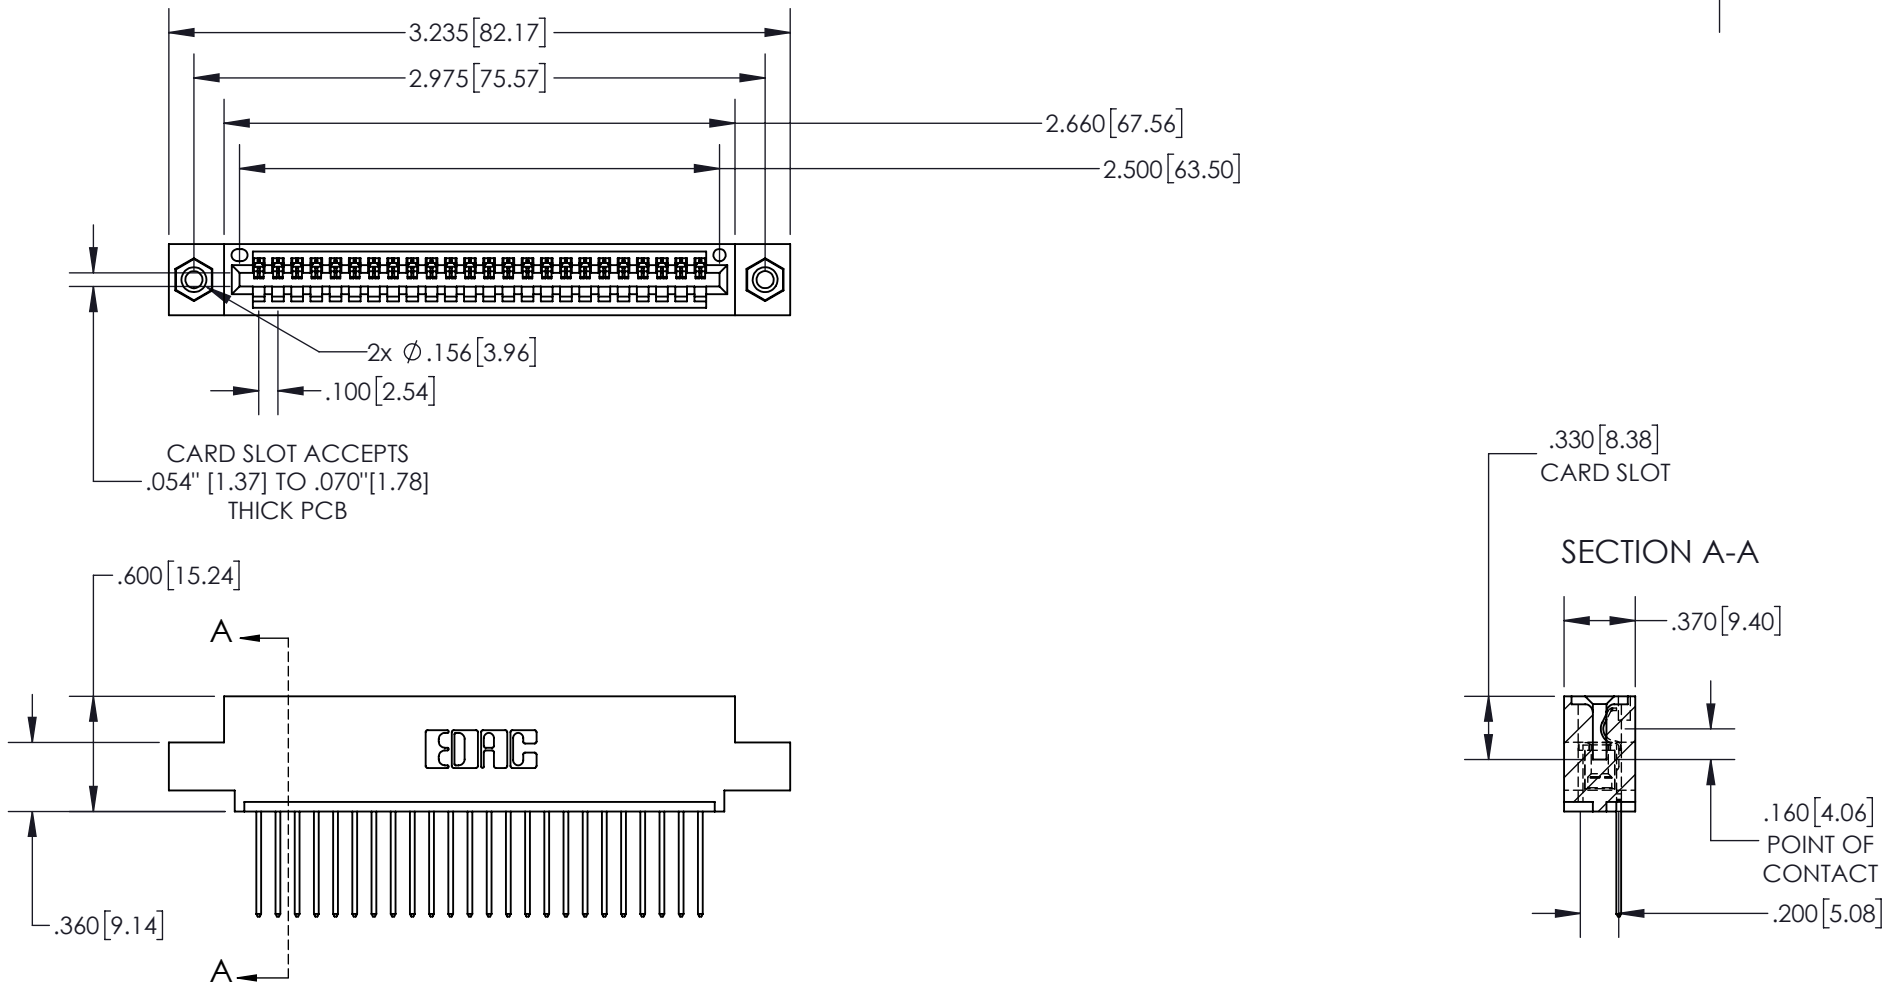 3.235[82.17]
2.975[75.57]
2.660[67.56]
2.500[63.50]
2x Ø.156[3.96]
.100[2.54]
CARD SLOT ACCEPTS
.054" [1.37] TO .070"[1.78]
THICK PCB
.330[8.38]
CARD SLOT
SECTION A-A
.600[15.24]
.370[9.40]
A
EDAC
.160[4.06]
POINT OF
CONTACT
.200[5.08]
.360[9.14]
A